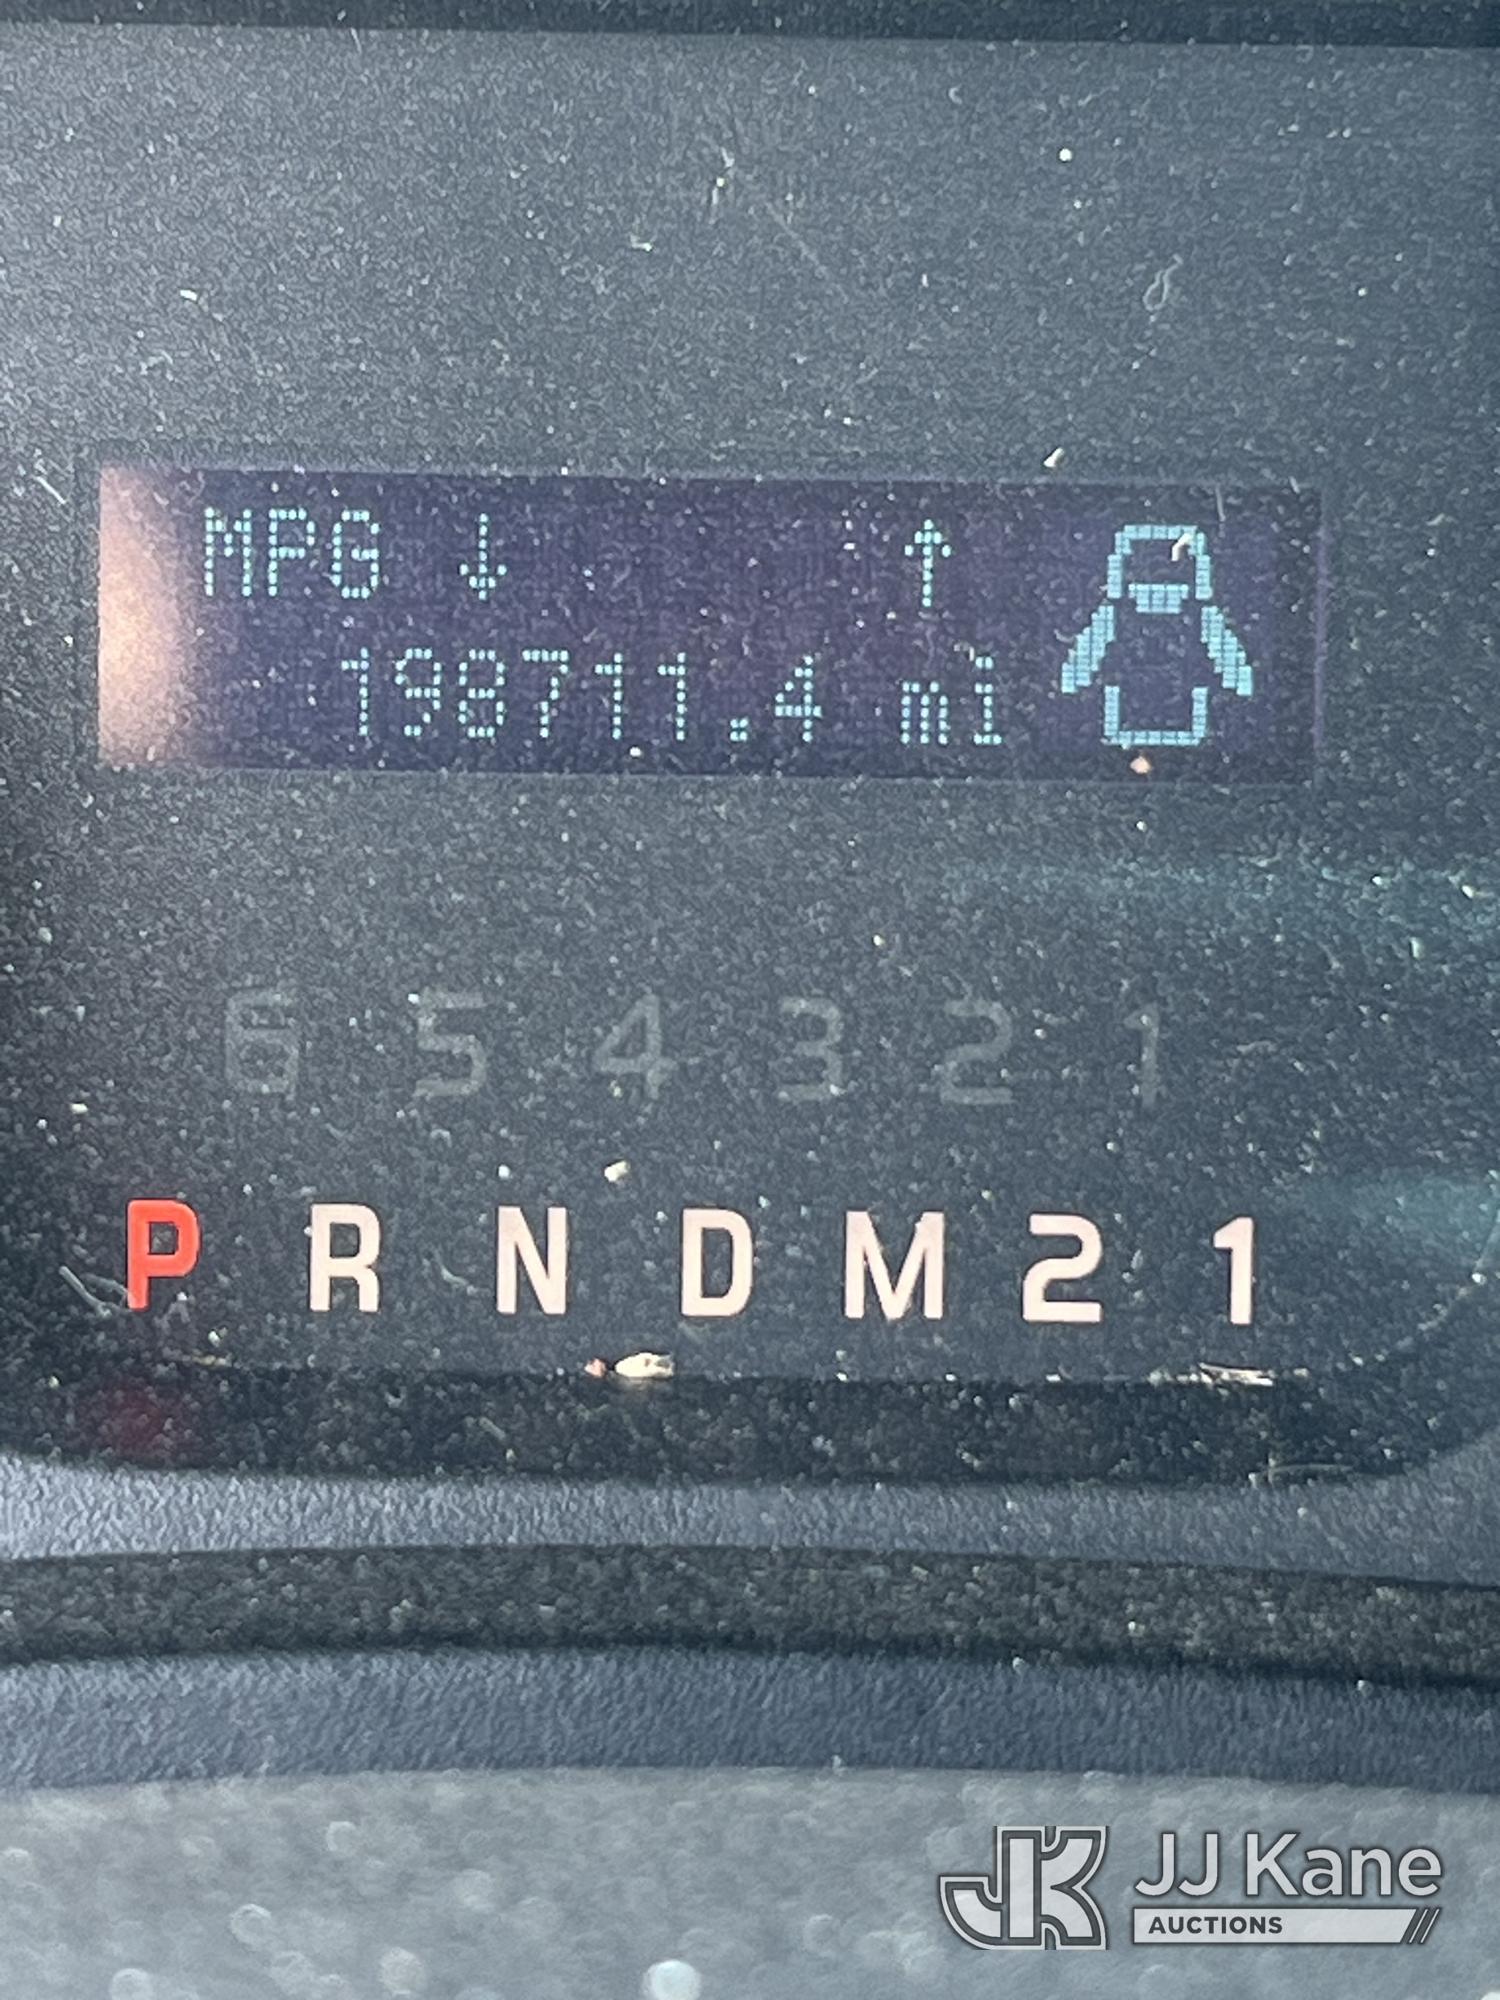 MPG ↓ ↑
198711.4 mi
6 5 4 3 2 1
P R N D M 2 1
JJ Kane
AUCTIONS